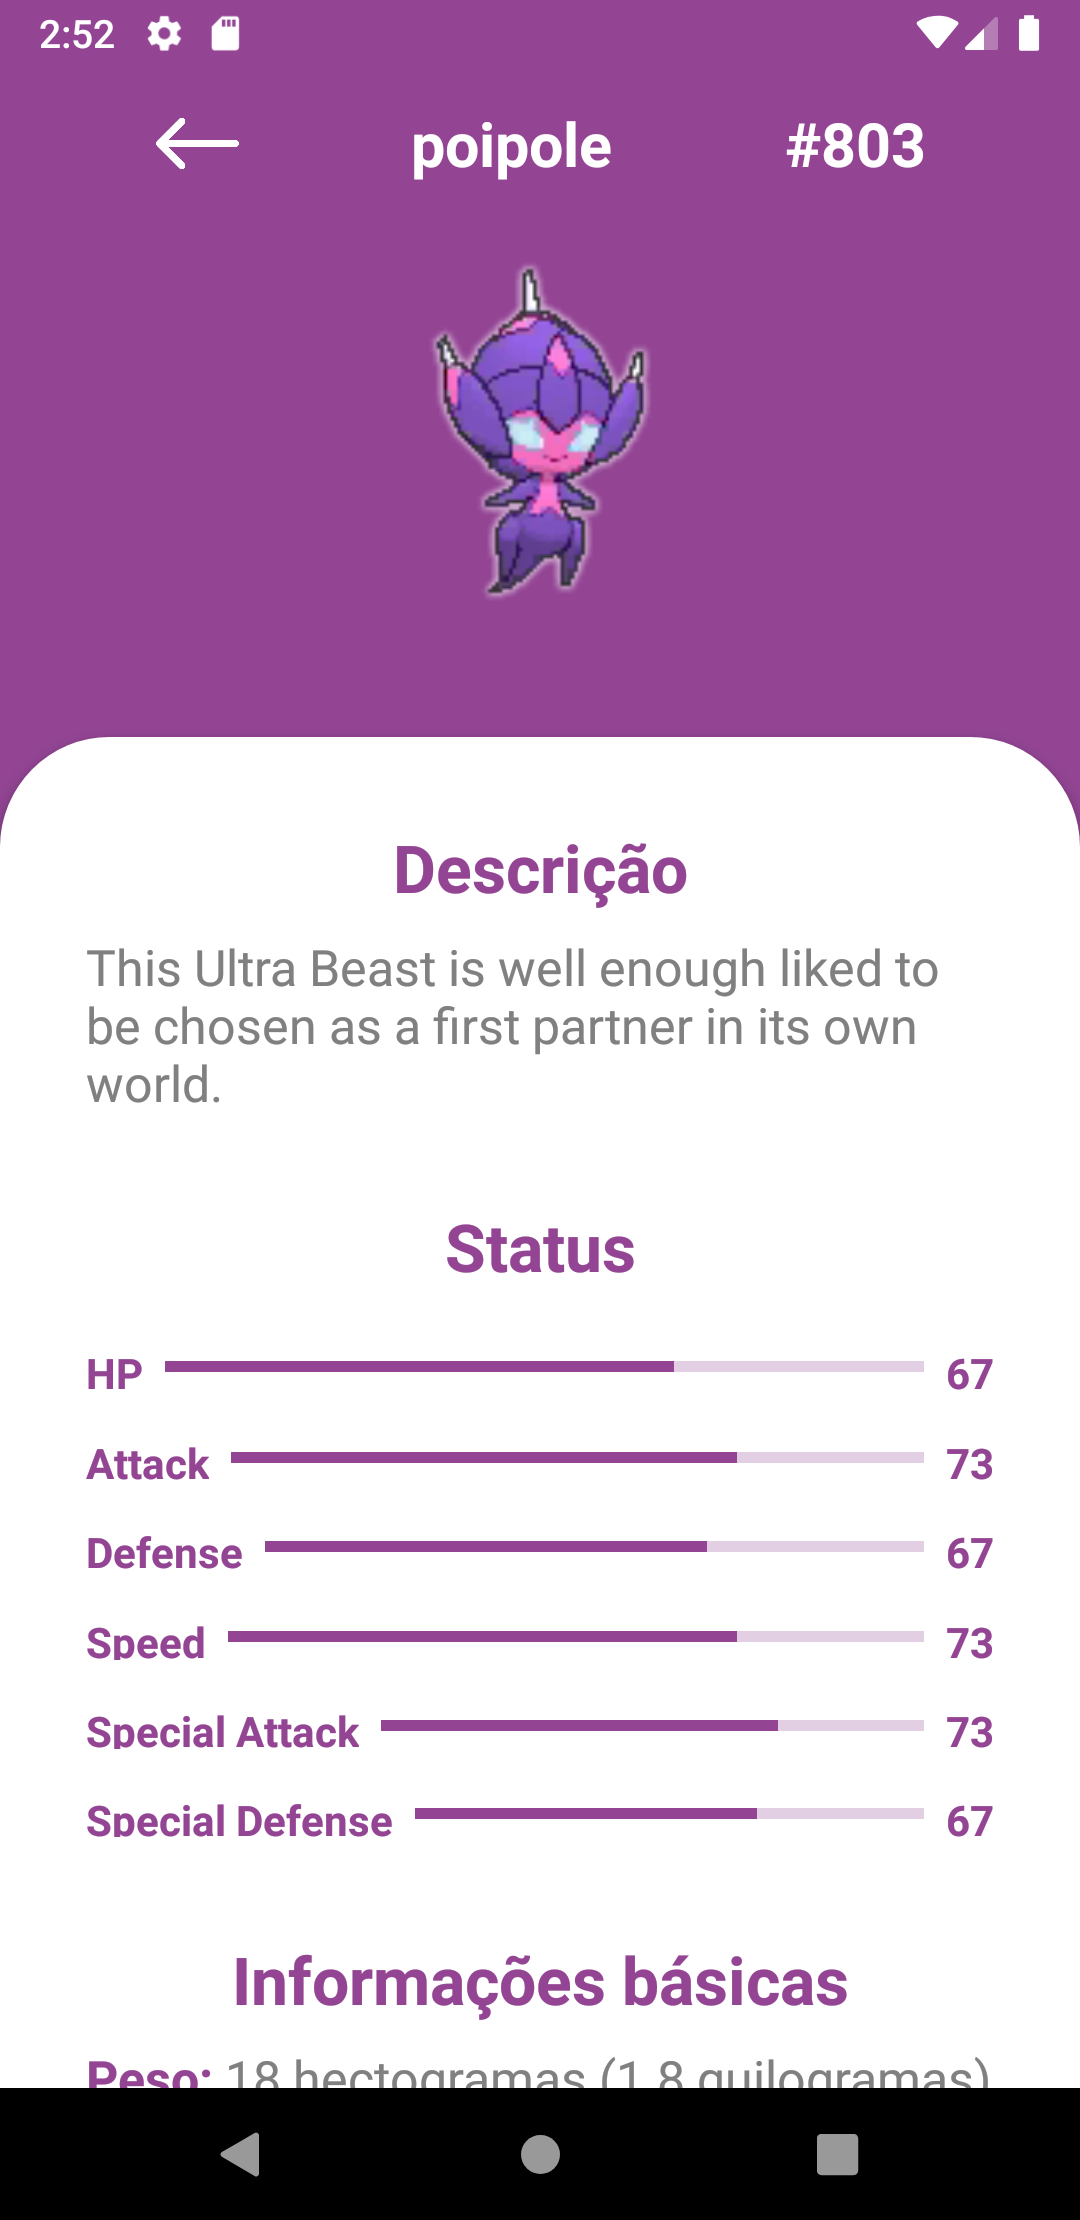 2:52
poipole #803
Descrição
This Ultra Beast is well enough liked to
be chosen as a first partner in its own
world.
Status
HP 67
Attack 73
Defense 67
Speed 73
Special Attack 73
Special Defense 67
Informações básicas
Peso: 18 hectogramas (1.8 quilogramas)